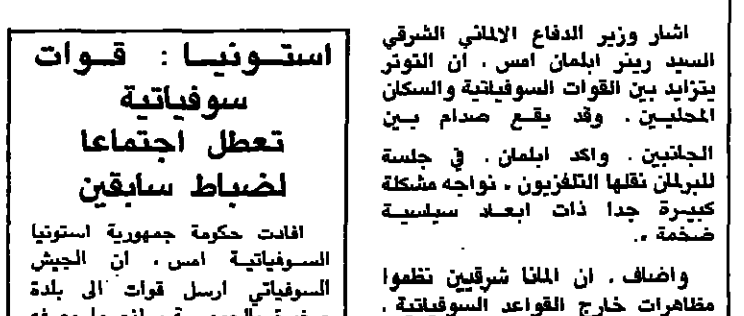 اشار وزير الدفاع الالماني الشرقي
السيد رينر ابلمان امس ، ان التوتر
يتزايد بين القوات السوفياتية والسكان
المحليين . وقد يقع صدام بين
الجانبين . واكد ابلمان ، في جلسة
للبرلمان نقلها التلفزيون ، نواجه مشكلة
كبيرة جدا ذات ابعاد سياسية
ضخمة » .
واضاف ، ان المانا شرقيين نظموا
مظاهرات خارج القواعد السوفياتية .
استونيا : قوات
سوفياتية
تعطل اجتماعا
لضباط سابقين
افادت حكومة جمهورية استونيا
السوفياتية امس ، ان الجيش
السوفياتي ارسل قوات الى بلدة